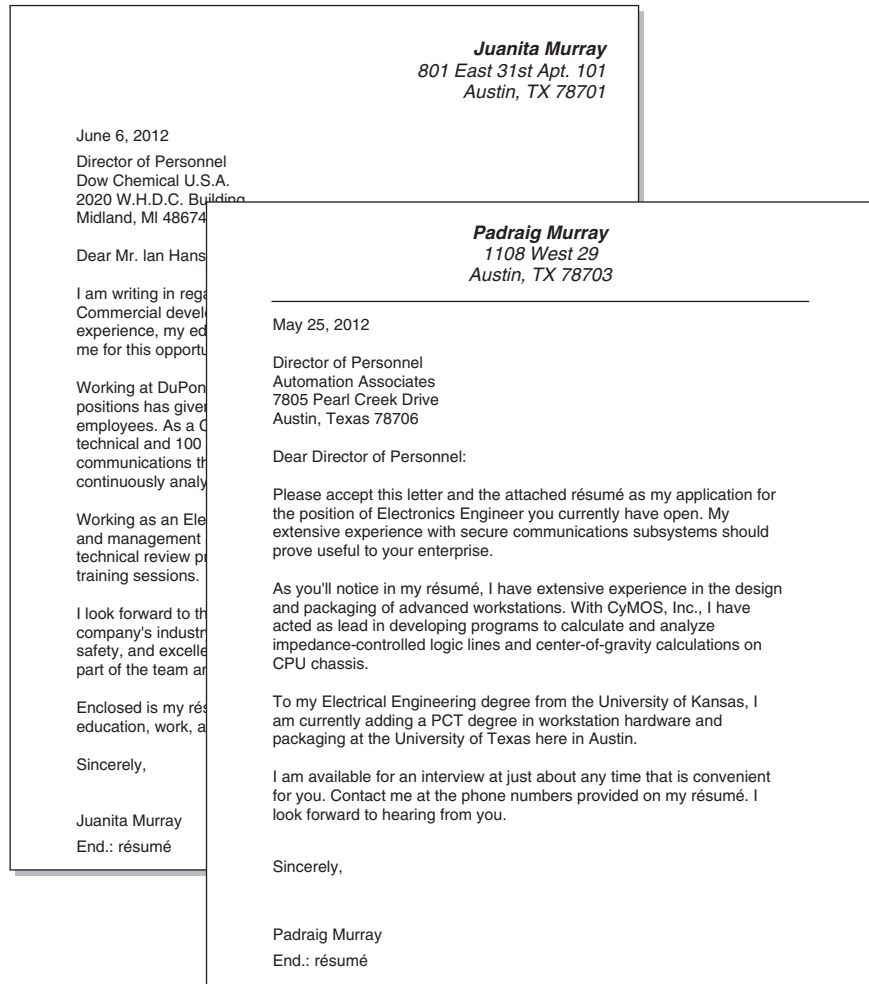 Juanita Murray
801 East 31st Apt. 101
Austin, TX 78701
June 6, 2012
Director of Personnel
Dow Chemical U.S.A.
2020 W.H.D.C. Building
Midland, MI 48674
Dear Mr. Ian Hans
I am writing in rega
Commercial devel
experience, my ed
me for this opportu
Working at DuPon
positions has give
employees. As a C
technical and 100
communications th
continuously analy
Working as an Ele
and management
technical review pr
training sessions.
I look forward to th
company's industr
safety, and excelle
part of the team an
Enclosed is my rés
education, work, a
Sincerely,
Juanita Murray
End.: résumé
Padraig Murray
1108 West 29
Austin, TX 78703
May 25, 2012
Director of Personnel
Automation Associates
7805 Pearl Creek Drive
Austin, Texas 78706
Dear Director of Personnel:
Please accept this letter and the attached résumé as my application for
the position of Electronics Engineer you currently have open. My
extensive experience with secure communications subsystems should
prove useful to your enterprise.
As you'll notice in my résumé, I have extensive experience in the design
and packaging of advanced workstations. With CyMOS, Inc., I have
acted as lead in developing programs to calculate and analyze
impedance-controlled logic lines and center-of-gravity calculations on
CPU chassis.
To my Electrical Engineering degree from the University of Kansas, I
am currently adding a PCT degree in workstation hardware and
packaging at the University of Texas here in Austin.
I am available for an interview at just about any time that is convenient
for you. Contact me at the phone numbers provided on my résumé. I
look forward to hearing from you.
Sincerely,
Padraig Murray
End.: résumé